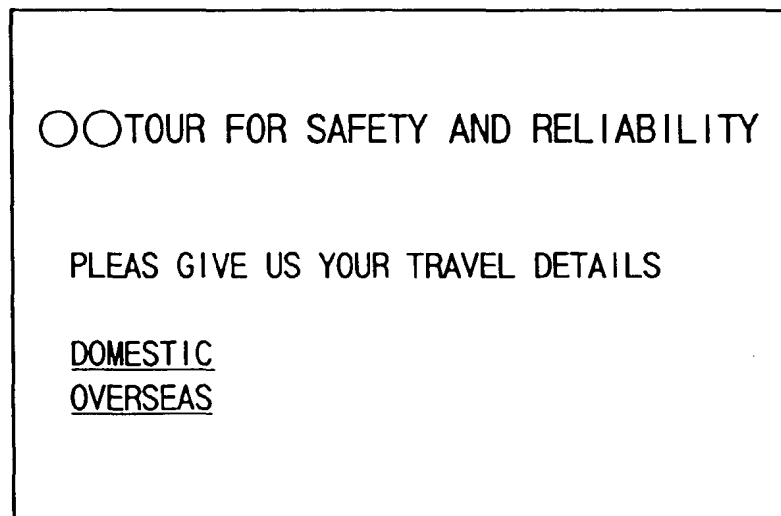 ○○TOUR FOR SAFETY AND RELIABILITY
PLEAS GIVE US YOUR TRAVEL DETAILS
DOMESTIC
OVERSEAS